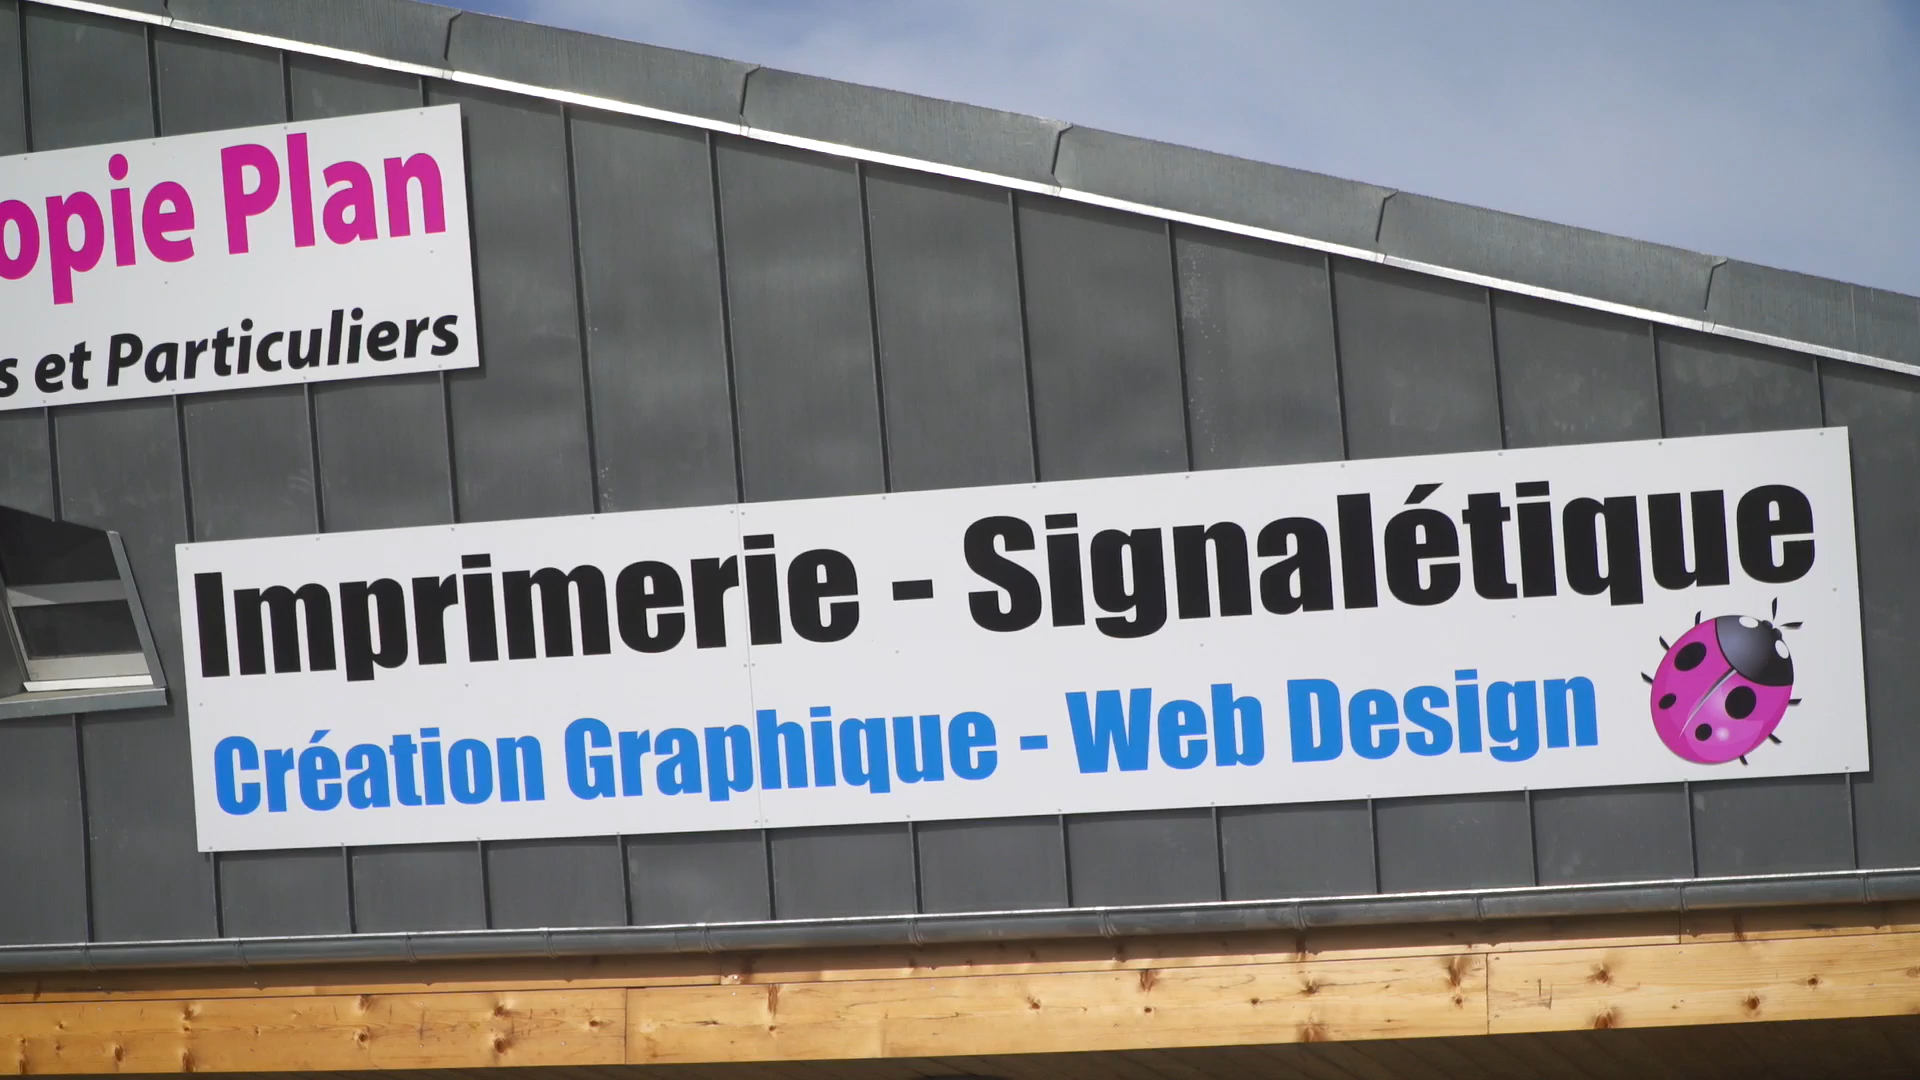 opie Plan
s et Particuliers
Imprimerie - Signalétique
Création Graphique - Web Design